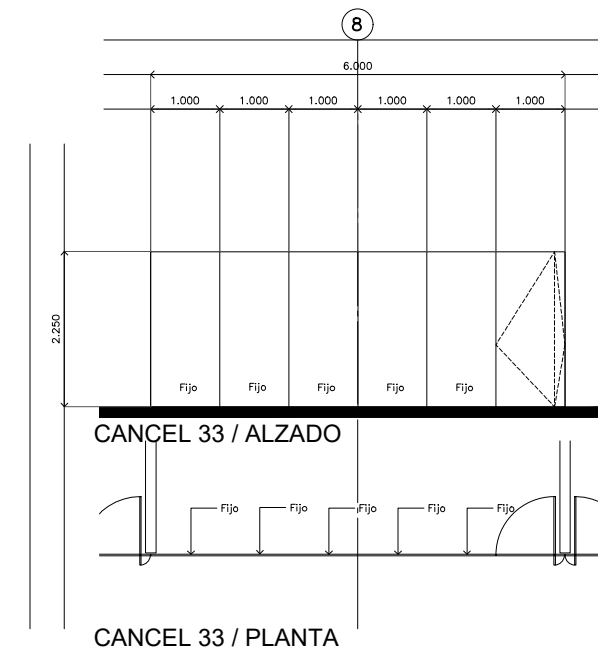 8
6.000
1.000 1.000 1.000 1.000 1.000 1.000
2.250
Fijo Fijo Fijo Fijo Fijo
CANCEL 33 / ALZADO
Fijo Fijo Fijo Fijo Fijo
CANCEL 33 / PLANTA